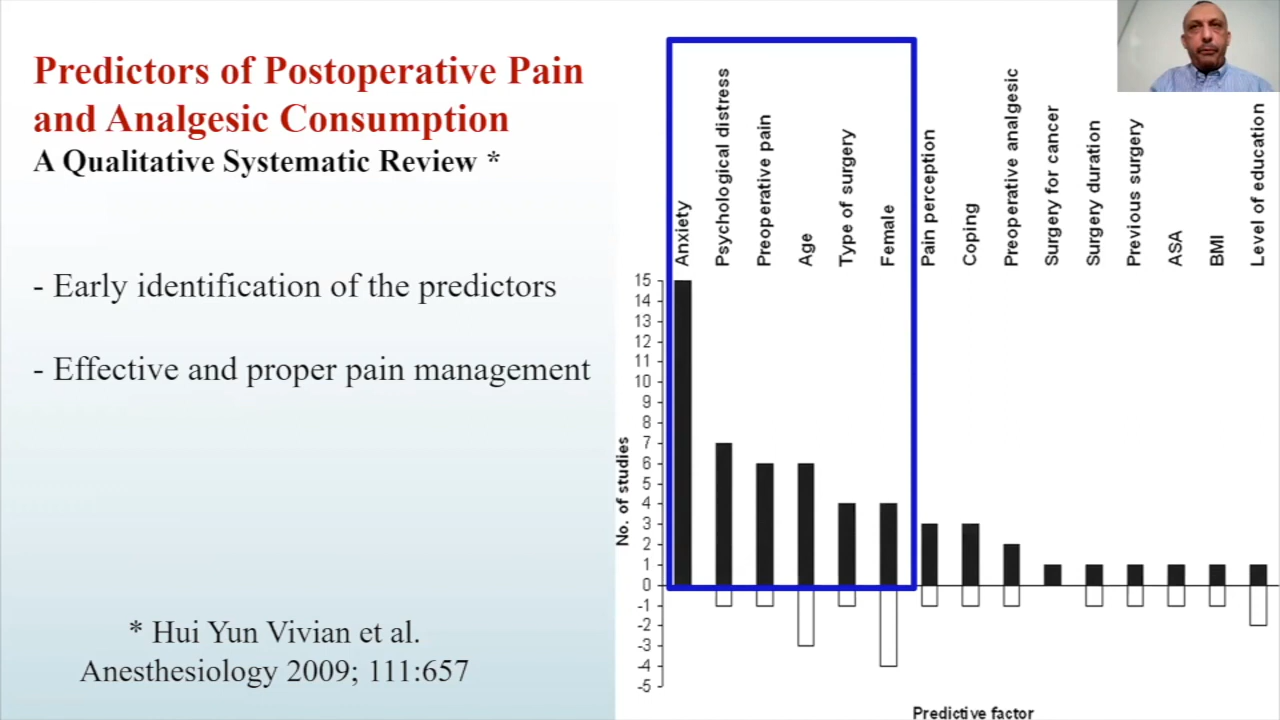 Predictors of Postoperative Pain
and Analgesic Consumption
A Qualitative Systematic Review *
- Early identification of the predictors
- Effective and proper pain management
* Hui Yun Vivian et al.
Anesthesiology 2009; 111:657
Anxiety
Psychological distress
Preoperative pain
Age
Type of surgery
Female
Pain perception
Coping
Preoperative analgesic
Surgery for cancer
Surgery duration
Previous surgery
ASA
BMI
Level of education
No. of studies
15
14
13
12
11
10
9
8
7
6
5
4
3
2
1
0
-1
-2
-3
-4
-5
Predictive factor